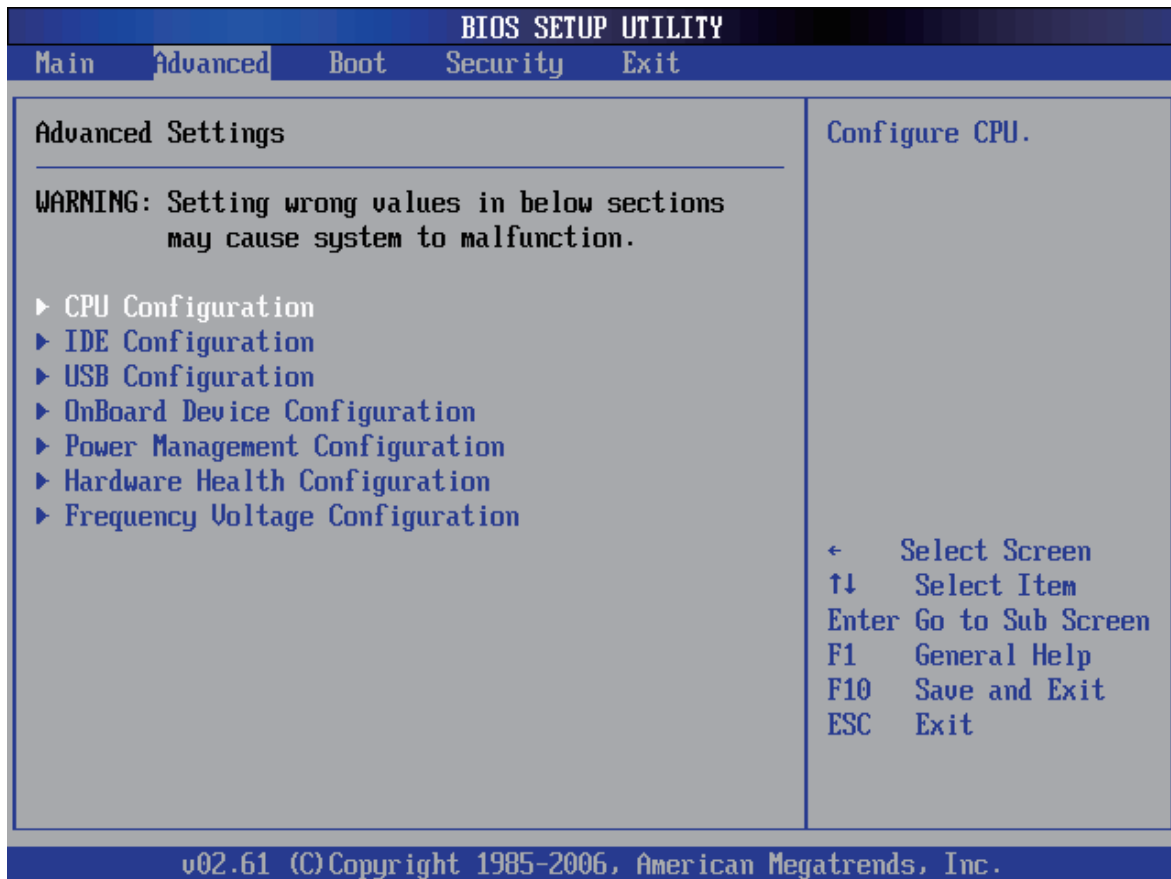 BIOS SETUP UTILITY
Main Advanced Boot Security Exit
Advanced Settings
WARNING: Setting wrong values in below sections
may cause system to malfunction.
▶ CPU Configuration
▶ IDE Configuration
▶ USB Configuration
▶ OnBoard Device Configuration
▶ Power Management Configuration
▶ Hardware Health Configuration
▶ Frequency Voltage Configuration
Configure CPU.
← Select Screen
↑↓ Select Item
Enter Go to Sub Screen
F1 General Help
F10 Save and Exit
ESC Exit
v02.61 (C)Copyright 1985-2006, American Megatrends, Inc.